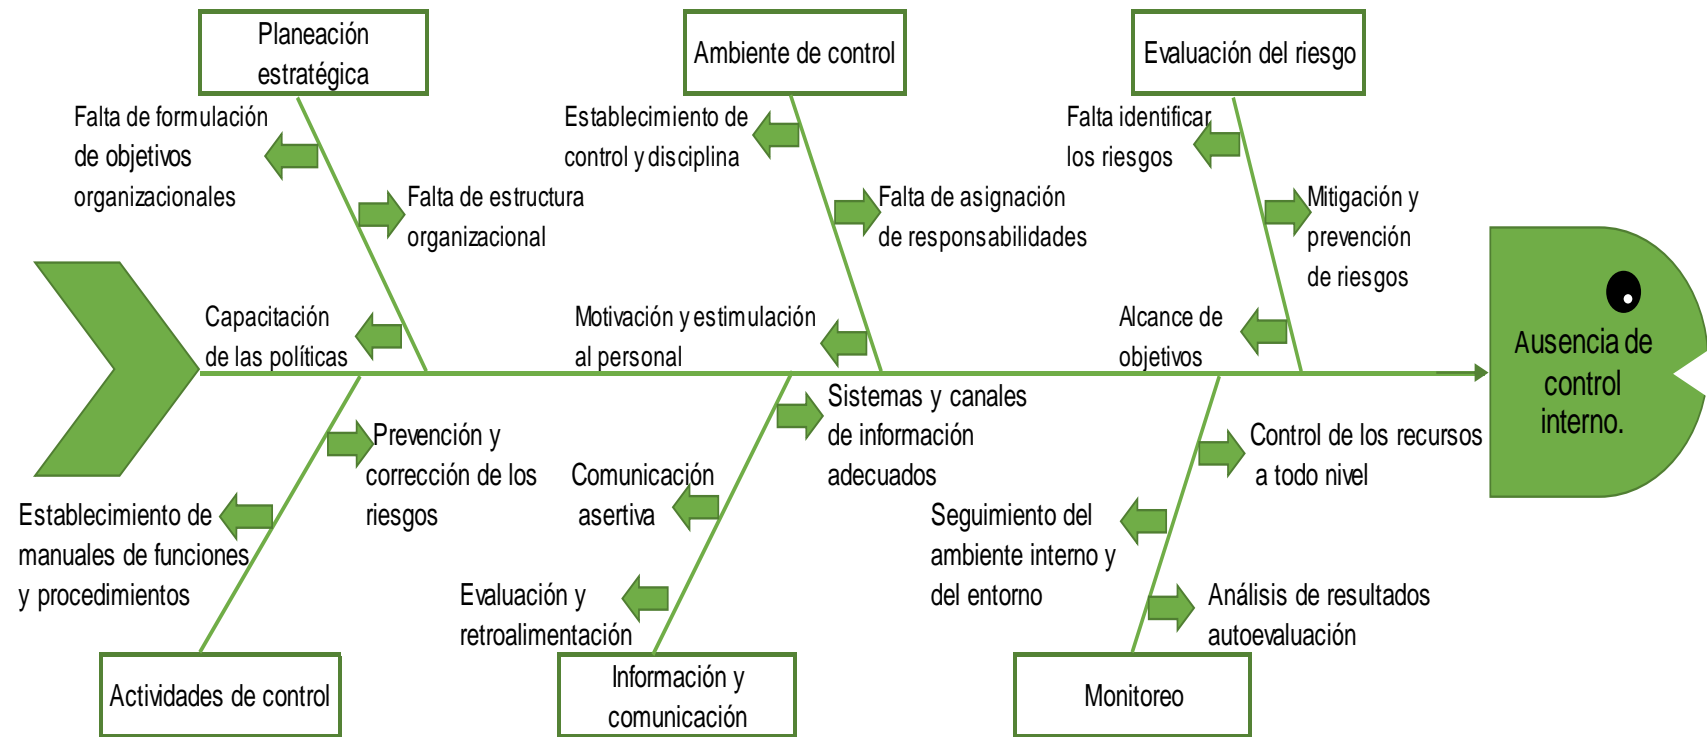 Planeación
estratégica
Ambiente de control
Evaluación del riesgo
Falta de formulación
de objetivos
organizacionales
Falta de estructura
organizacional
Capacitación
de las políticas
Establecimiento de
control y disciplina
Falta de asignación
de responsabilidades
Motivación y estimulación
al personal
Falta identificar
los riesgos
Mitigación y
prevención
de riesgos
Alcance de
objetivos
Ausencia de
control
interno.
Prevención y
corrección de los
riesgos
Establecimiento de
manuales de funciones
y procedimientos
Sistemas y canales
de información
adecuados
Comunicación
asertiva
Evaluación y
retroalimentación
Control de los recursos
a todo nivel
Seguimiento del
ambiente interno y
del entorno
Análisis de resultados
autoevaluación
Actividades de control
Información y
comunicación
Monitoreo